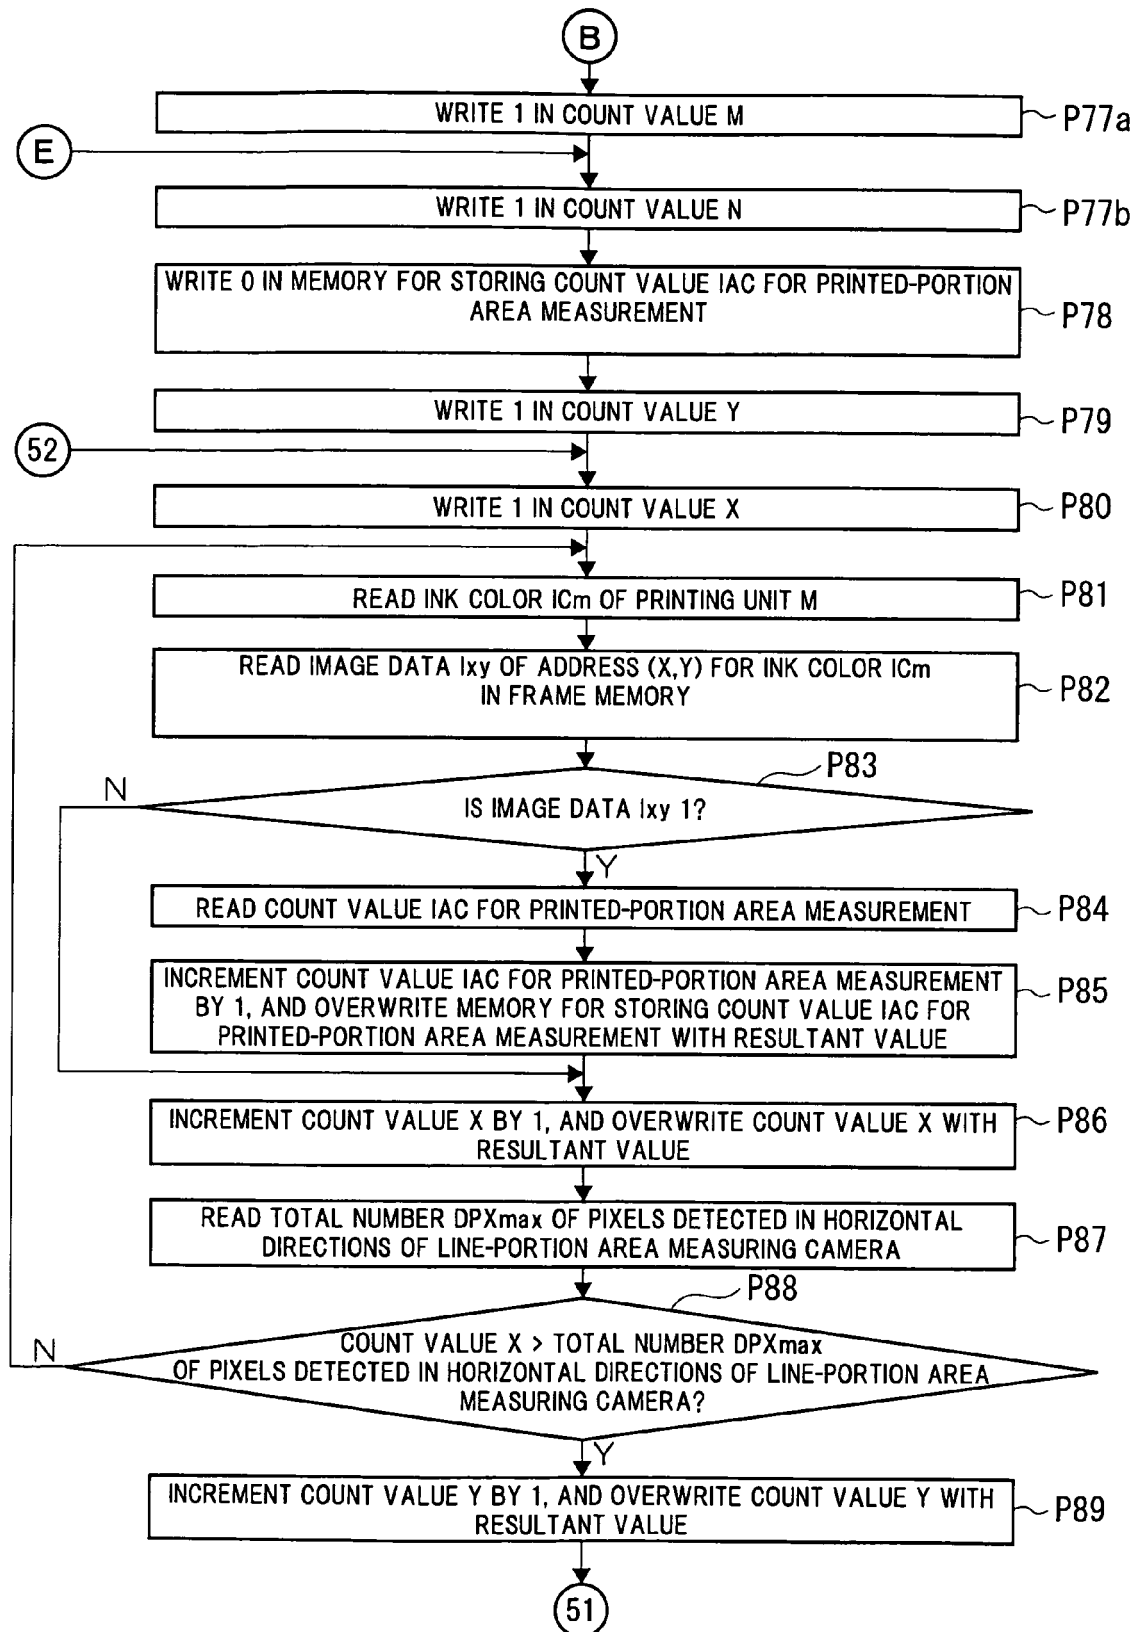 B
WRITE 1 IN COUNT VALUE M
P77a
E
WRITE 1 IN COUNT VALUE N
P77b
WRITE 0 IN MEMORY FOR STORING COUNT VALUE IAC FOR PRINTED-PORTION
AREA MEASUREMENT
P78
WRITE 1 IN COUNT VALUE Y
P79
52
WRITE 1 IN COUNT VALUE X
P80
READ INK COLOR ICm OF PRINTING UNIT M
P81
READ IMAGE DATA Ixy OF ADDRESS (X,Y) FOR INK COLOR ICm
IN FRAME MEMORY
P82
P83
N
IS IMAGE DATA Ixy 1?
Y
READ COUNT VALUE IAC FOR PRINTED-PORTION AREA MEASUREMENT
P84
INCREMENT COUNT VALUE IAC FOR PRINTED-PORTION AREA MEASUREMENT
BY 1, AND OVERWRITE MEMORY FOR STORING COUNT VALUE IAC FOR
PRINTED-PORTION AREA MEASUREMENT WITH RESULTANT VALUE
P85
INCREMENT COUNT VALUE X BY 1, AND OVERWRITE COUNT VALUE X WITH
RESULTANT VALUE
P86
READ TOTAL NUMBER DPXmax OF PIXELS DETECTED IN HORIZONTAL
DIRECTIONS OF LINE-PORTION AREA MEASURING CAMERA
P87
P88
N
COUNT VALUE X > TOTAL NUMBER DPXmax
OF PIXELS DETECTED IN HORIZONTAL DIRECTIONS OF LINE-PORTION AREA
MEASURING CAMERA?
Y
INCREMENT COUNT VALUE Y BY 1, AND OVERWRITE COUNT VALUE Y WITH
RESULTANT VALUE
P89
51